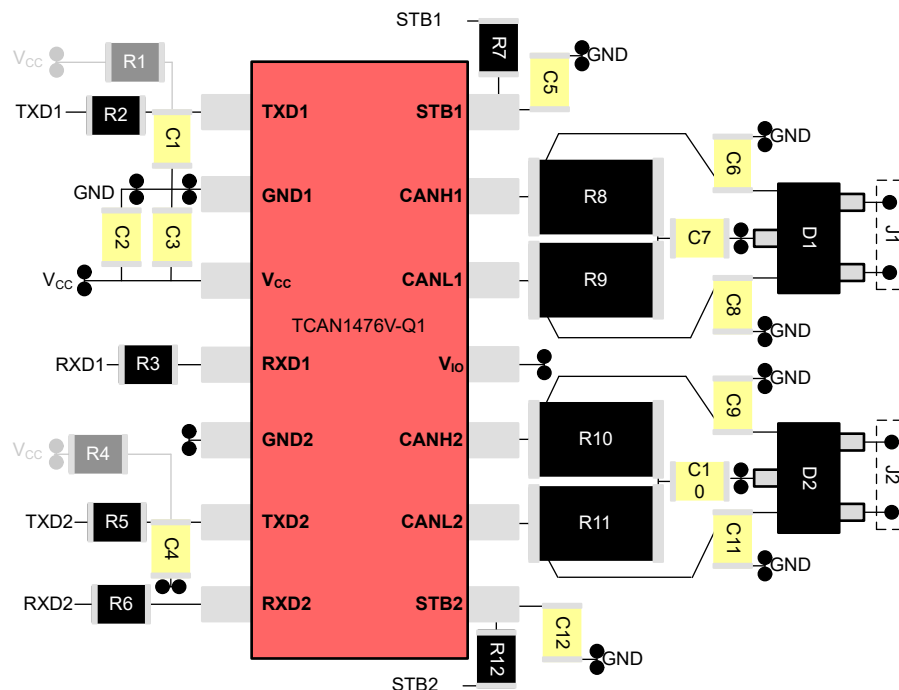 STB1
R7
C5
GND
VCC
R1
TXD1
R2
C1
TXD1
STB1
GND
C6
GND
C2
C3
GND1
CANH1
R8
C7
D1
J1
VCC
VCC
CANL1
R9
C8
GND
TCAN1476V-Q1
RXD1
R3
RXD1
VIO
GND
C9
VCC
R4
GND2
CANH2
R10
C10
D2
J2
TXD2
R5
C4
TXD2
CANL2
R11
C11
GND
RXD2
R6
RXD2
STB2
C12
GND
R12
STB2